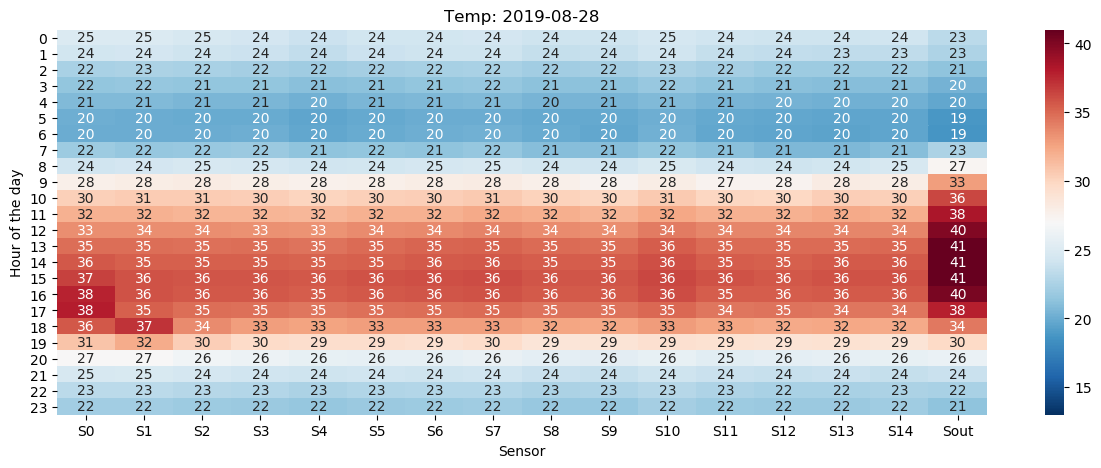 Temp: 2019-08-28
0 25 25 25 24 24 24 24 24 24 24 25 24 24 24 24 23
1 24 24 24 24 24 24 24 24 24 24 24 24 24 23 23 23
2 22 23 22 22 22 22 22 22 22 22 23 22 22 22 22 21
3 22 22 21 21 21 21 21 22 21 21 22 21 21 21 21 20
4 21 21 21 21 20 21 21 21 20 21 21 21 20 20 20 20
5 20 20 20 20 20 20 20 20 20 20 20 20 20 20 20 19
6 20 20 20 20 20 20 20 20 20 20 20 20 20 20 20 19
7 22 22 22 22 21 22 21 22 21 21 22 21 21 21 21 23
8 24 24 25 25 24 24 25 25 24 24 25 24 24 24 25 27
9 28 28 28 28 28 28 28 28 28 28 28 27 28 28 28 33
10 30 31 31 30 30 30 30 31 30 30 31 30 30 30 30 36
11 32 32 32 32 32 32 32 32 32 32 32 32 32 32 32 38
12 33 34 34 33 33 34 34 34 34 34 34 34 34 34 34 40
13 35 35 35 35 35 35 35 35 35 35 36 35 35 35 35 41
14 36 35 35 35 35 35 36 36 35 36 36 35 35 36 36 41
15 37 36 36 36 36 36 36 36 36 36 36 36 36 36 36 41
16 38 36 36 36 35 36 36 36 36 36 36 35 35 36 36 40
17 38 35 35 35 35 35 35 35 35 35 35 34 35 34 34 38
18 36 37 34 33 33 33 33 33 32 32 33 33 32 32 32 34
19 31 32 30 30 29 29 29 30 29 29 29 29 29 29 29 30
20 27 27 26 26 26 26 26 26 26 26 26 25 26 26 26 26
21 25 25 24 24 24 24 24 24 24 24 24 24 24 24 24 24
22 23 23 23 23 23 23 23 23 23 23 23 23 22 22 23 22
23 22 22 22 22 22 22 22 22 22 22 22 22 22 22 22 21
S0 S1 S2 S3 S4 S5 S6 S7 S8 S9 S10 S11 S12 S13 S14 Sout
Sensor
Hour of the day
40
35
30
25
20
15